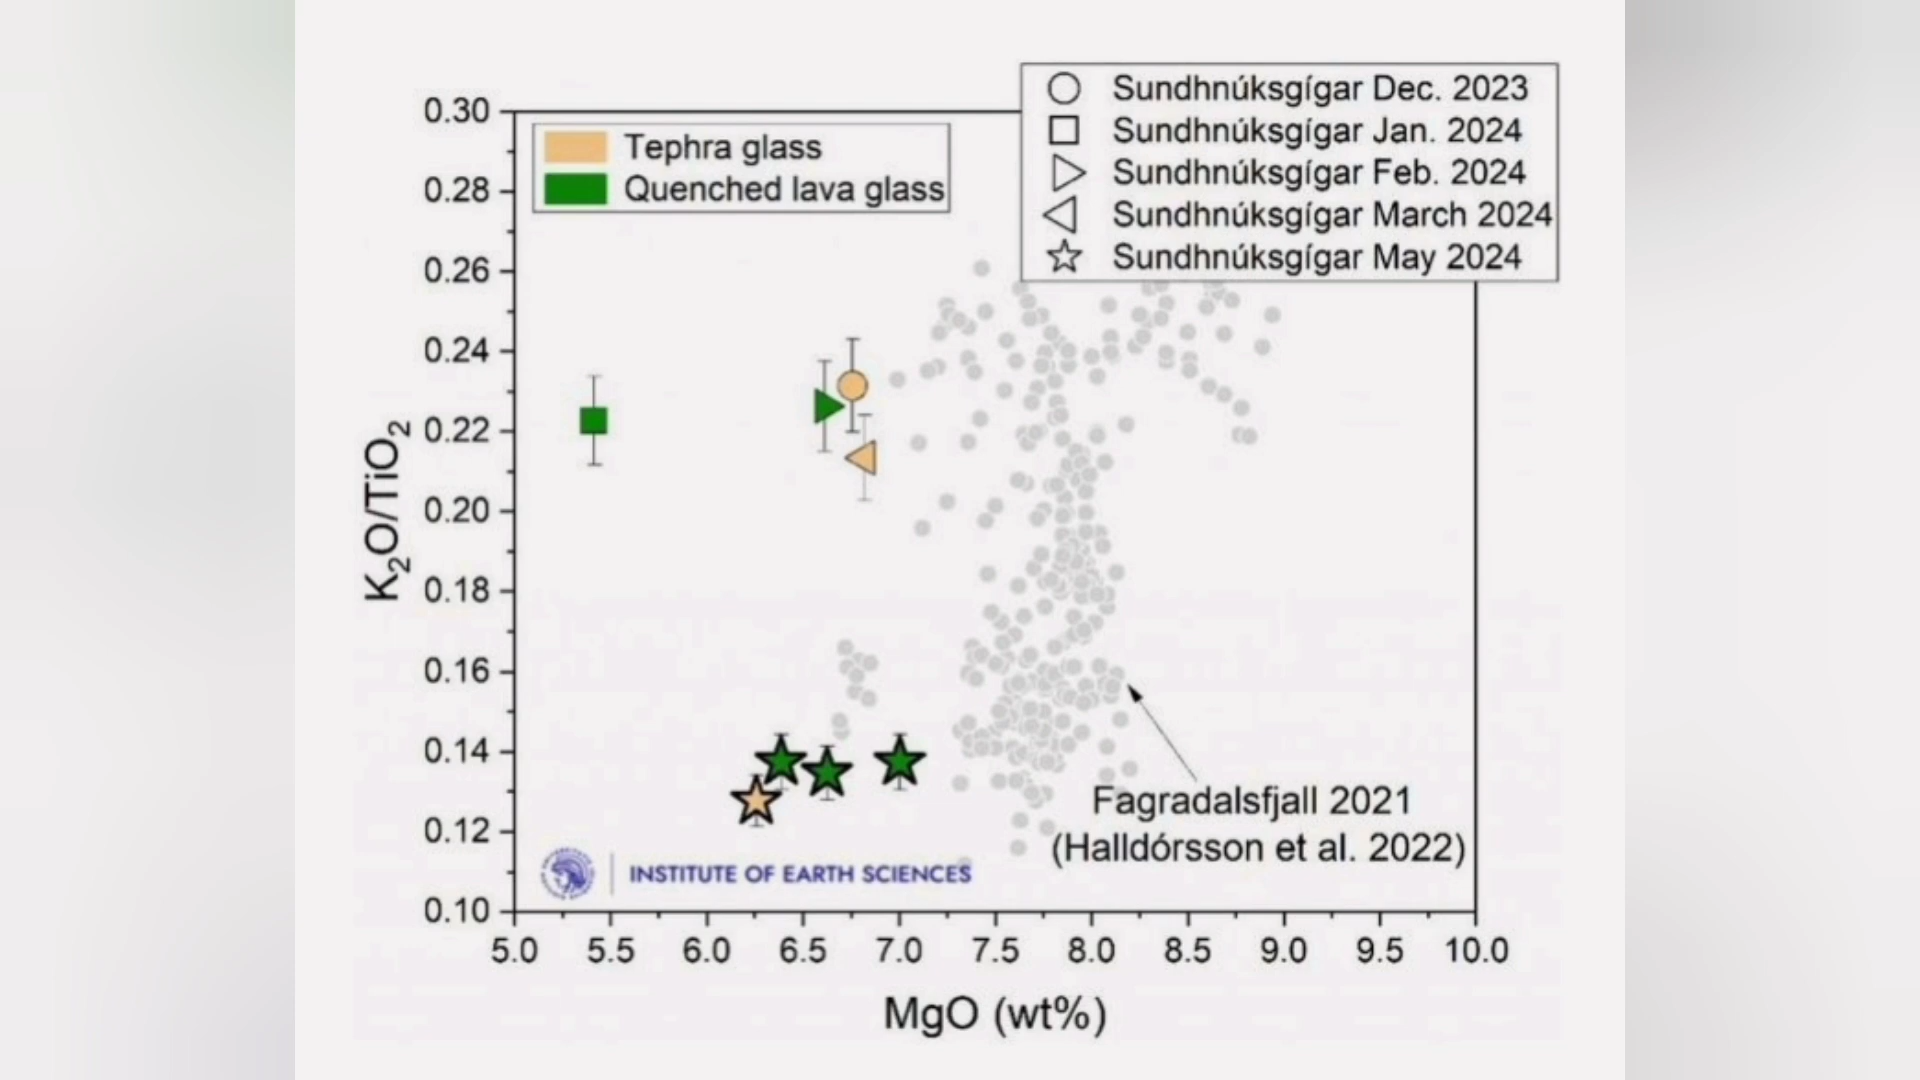 Sundhnúksgígar Dec. 2023
Sundhnúksgígar Jan. 2024
Sundhnúksgígar Feb. 2024
Sundhnúksgígar March 2024
Sundhnúksgígar May 2024
Tephra glass
Quenched lava glass
0.30
0.28
0.26
0.24
0.22
0.20
0.18
0.16
0.14
0.12
0.10
K₂O/TiO₂
Fagradalsfjall 2021
(Halldórsson et al. 2022)
INSTITUTE OF EARTH SCIENCES
5.0 5.5 6.0 6.5 7.0 7.5 8.0 8.5 9.0 9.5 10.0
MgO (wt%)